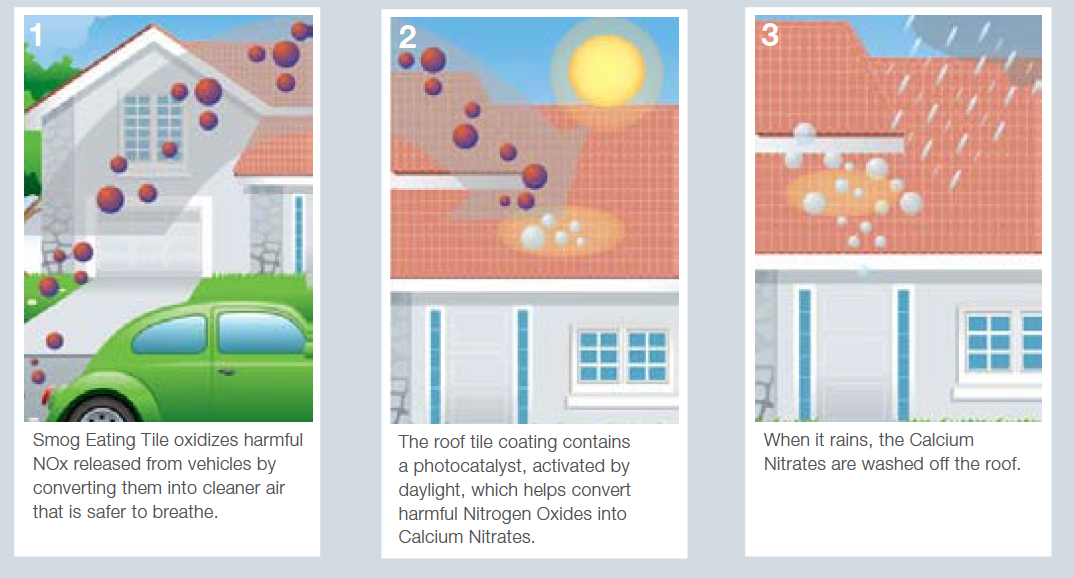 1
Smog Eating Tile oxidizes harmful
NOx released from vehicles by
converting them into cleaner air
that is safer to breathe.
2
The roof tile coating contains
a photocatalyst, activated by
daylight, which helps convert
harmful Nitrogen Oxides into
Calcium Nitrates.
3
When it rains, the Calcium
Nitrates are washed off the roof.